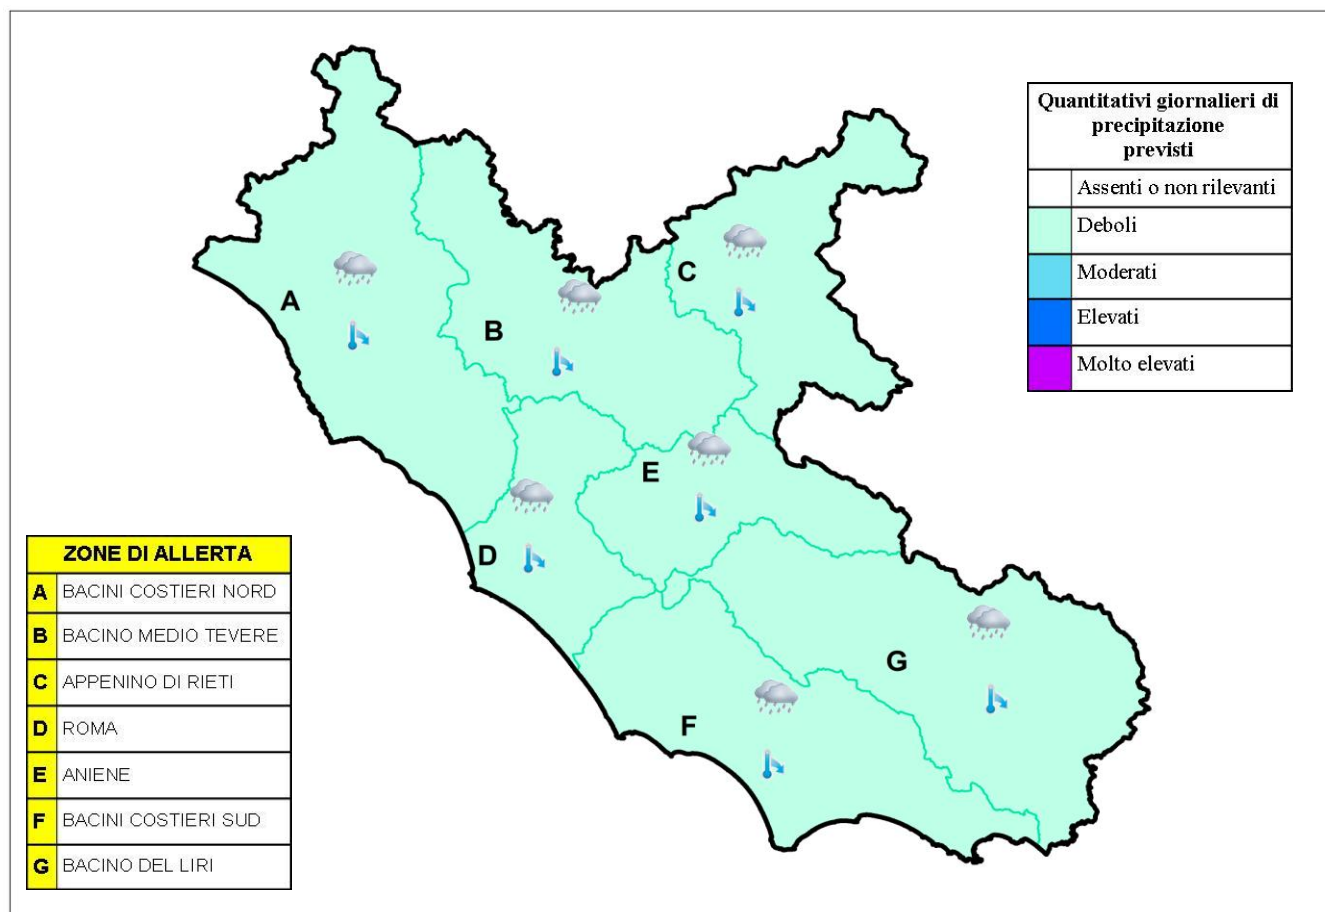 Quantitativi giornalieri di
precipitazione
previsti
Assenti o non rilevanti
Deboli
Moderati
Elevati
Molto elevati
C
A
B
E
D
G
F
ZONE DI ALLERTA
A BACINI COSTIERI NORD
B BACINO MEDIO TEVERE
C APPENINO DI RIETI
D ROMA
E ANIENE
F BACINI COSTIERI SUD
G BACINO DEL LIRI